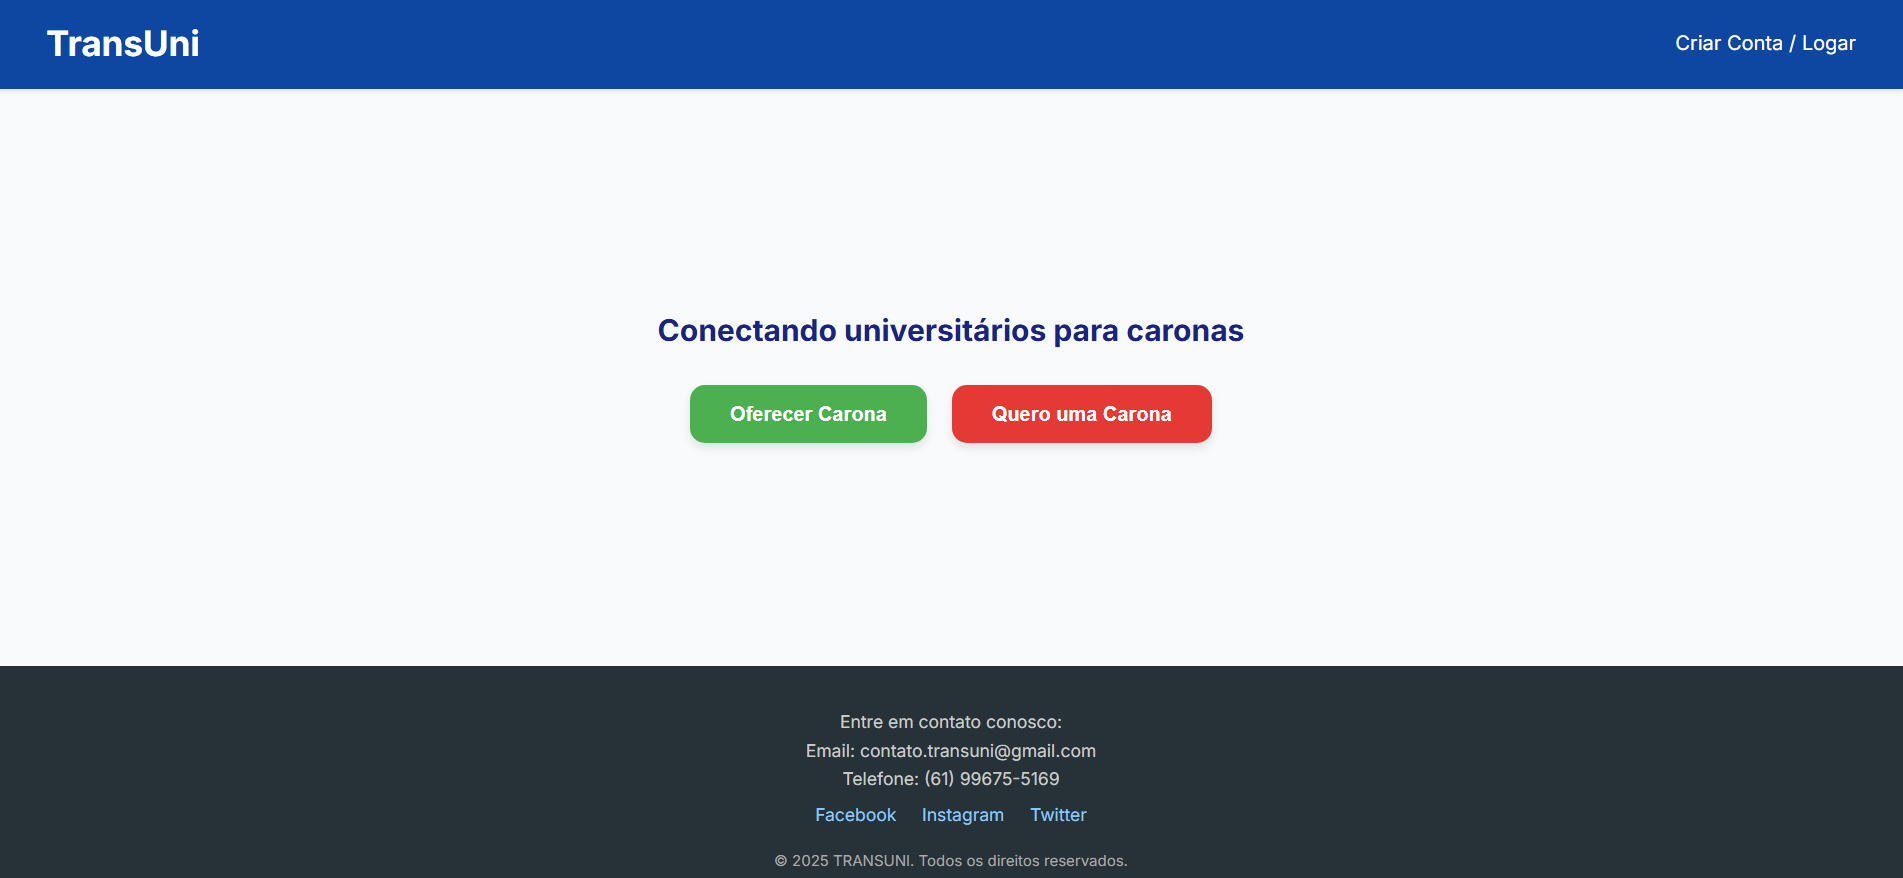 TransUni
Criar Conta / Logar
Conectando universitários para caronas
Oferecer Carona
Quero uma Carona
Entre em contato conosco:
Email: contato.transuni@gmail.com
Telefone: (61) 99675-5169
Facebook Instagram Twitter
© 2025 TRANSUNI. Todos os direitos reservados.